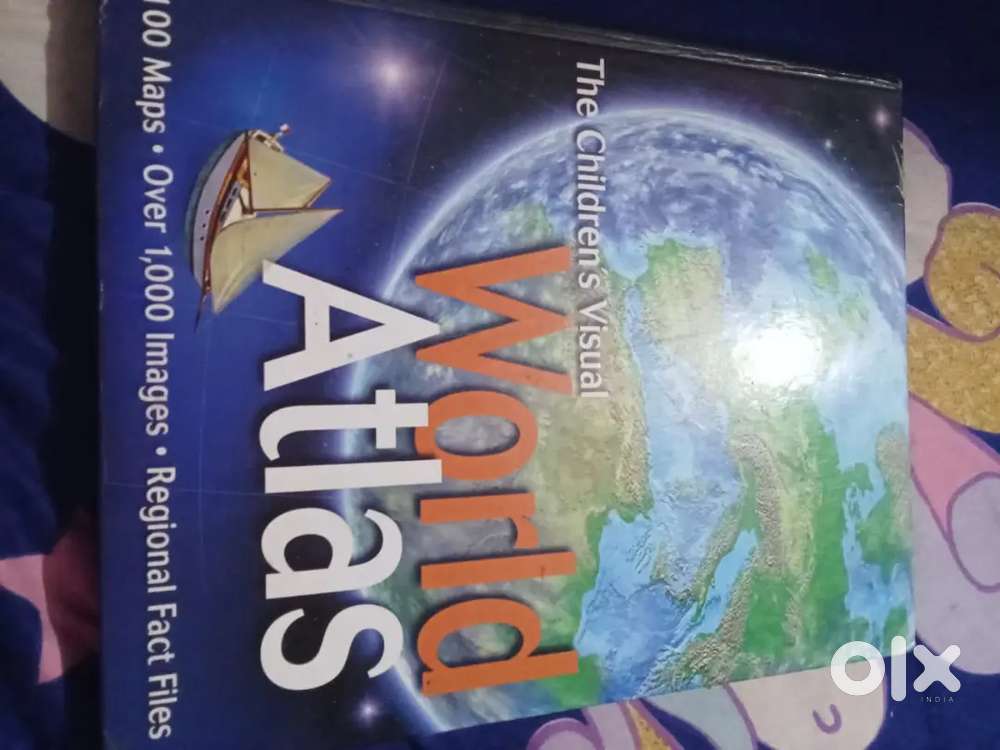 The Children's Visual
World
Atlas
100 Maps • Over 1,000 Images • Regional Fact Files
olx
INDIA